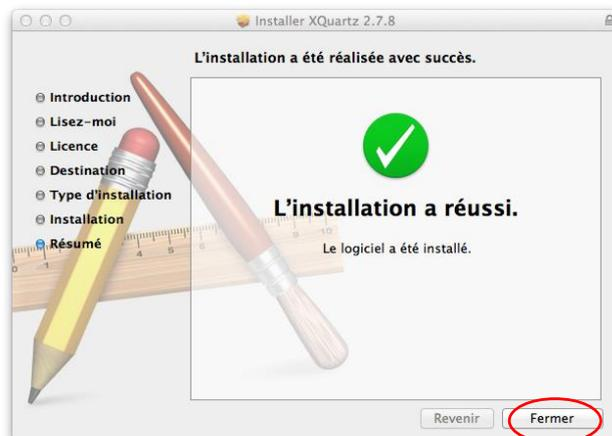 Installer XQuartz 2.7.8
L'installation a été réalisée avec succès.
Introduction
Lisez-moi
Licence
Destination
Type d'installation
Installation
Résumé
L'installation a réussi.
Le logiciel a été installé.
Revenir
Fermer